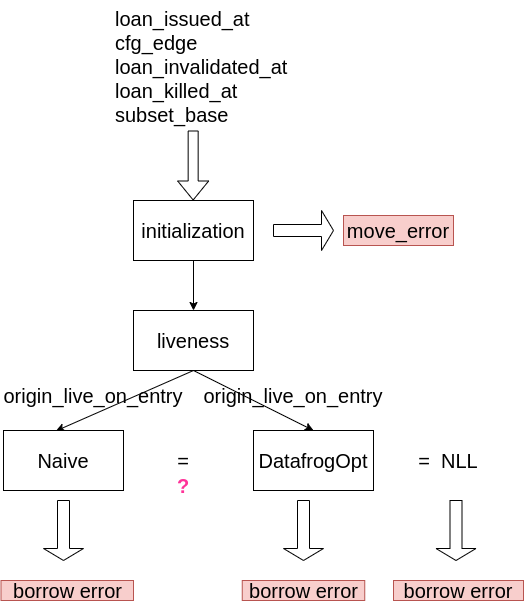 loan_issued_at
cfg_edge
loan_invalidated_at
loan_killed_at
subset_base
initialization
move_error
liveness
origin_live_on_entry
origin_live_on_entry
Naive
=
?
DatafrogOpt
= NLL
borrow error
borrow error
borrow error